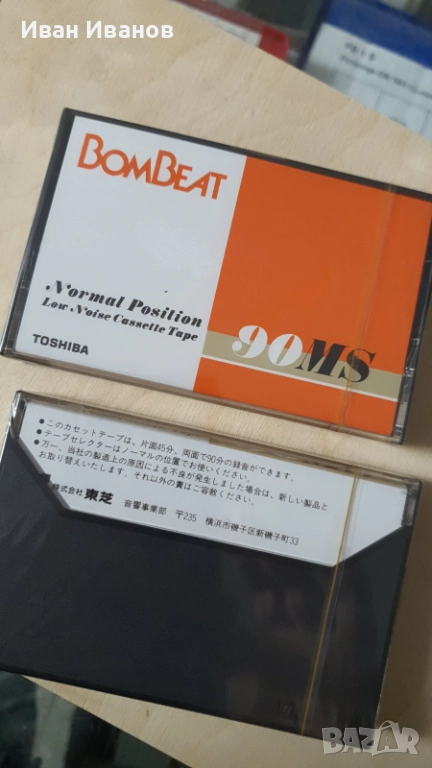 Иван Иванов
BOMBEAT
Normal Position
Low Noise Cassette Tape
90MS
TOSHIBA
●このカセットテープは、片面45分、両面で90分の録音ができます。
●テープセレクターはノーマルの位置でお使いください。
●万一、当社の製造上の原因による不良が発生しました場合は、新しい製品と
お取り替えいたします。それ以外の責はご容赦ください。
株式会社 東芝 音響事業部 〒235 横浜市磯子区新磯子町33
BAZAR